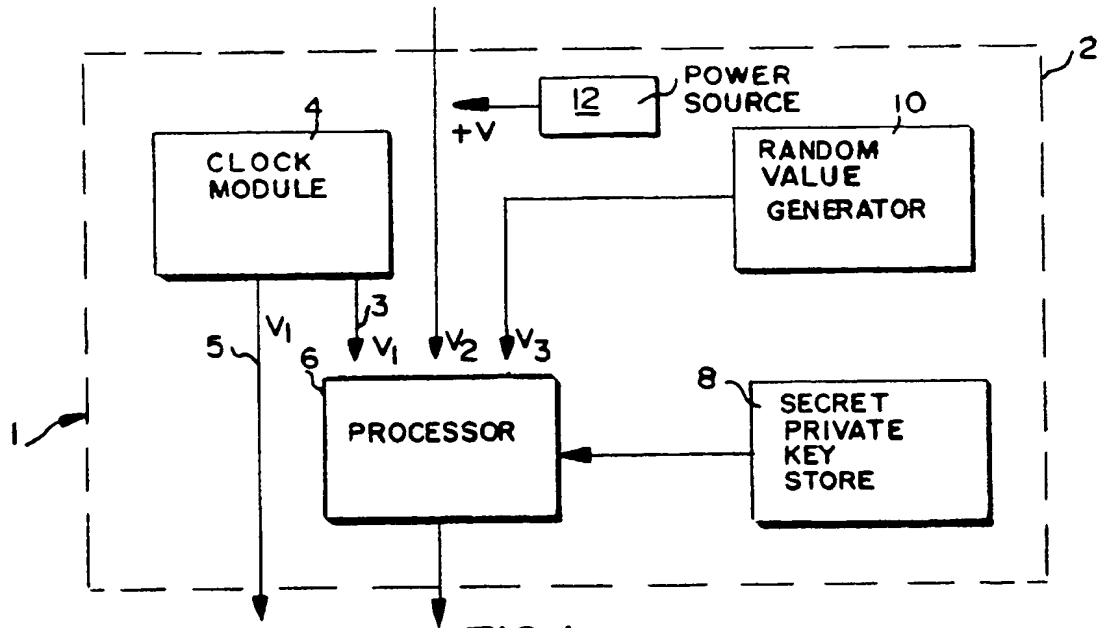 2
12
POWER
SOURCE
+V
4
CLOCK
MODULE
10
RANDOM
VALUE
GENERATOR
3
V1
5
V1
V2
V3
6
PROCESSOR
8
SECRET
PRIVATE
KEY
STORE
1